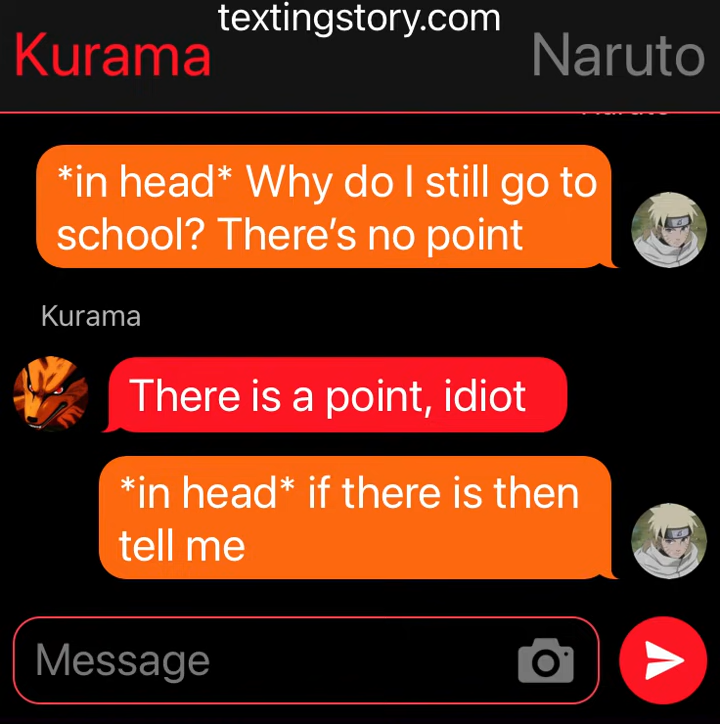 textingstory.com
Kurama
Naruto
*in head* Why do I still go to
school? There’s no point
Kurama
There is a point, idiot
*in head* if there is then
tell me
Message